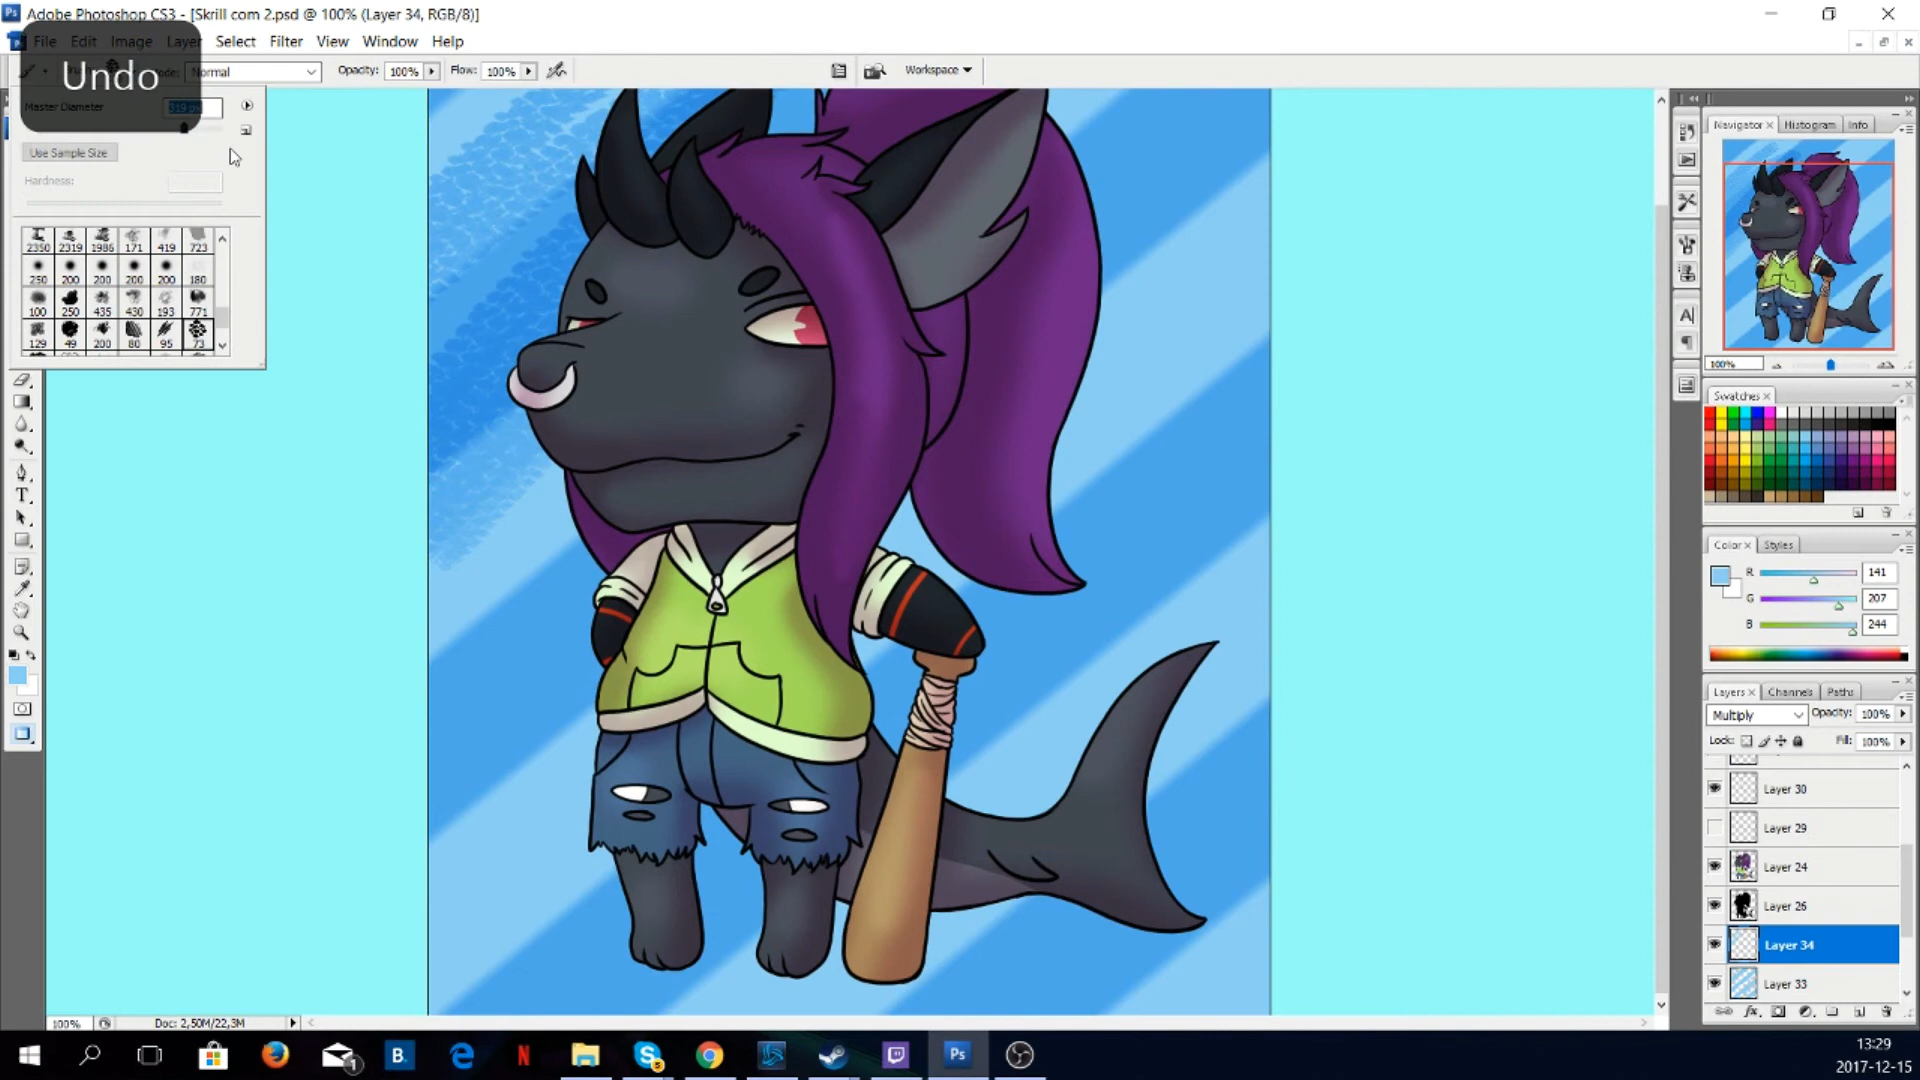 Adobe Photoshop CS3 - [Skrill com 2.psd @ 100% (Layer 34, RGB/8)]
File Edit Image Layer Select Filter View Window Help
Undo
Normal Opacity: 100% Flow: 100% Workspace
Master Diameter
Use Sample Size
Hardness:
2350 2319 1986 171 419 723
250 200 200 200 200 180
100 250 435 430 193 771
129 49 200 80 95 73
Navigator Histogram Info
100%
Swatches
Color Styles
R 141
G 207
B 244
Layers Channels Paths
Multiply Opacity: 100%
Lock: Fill: 100%
Layer 30
Layer 29
Layer 24
Layer 26
Layer 34
Layer 33
100% Doc: 2,50M/22,3M
13:29
2017-12-15